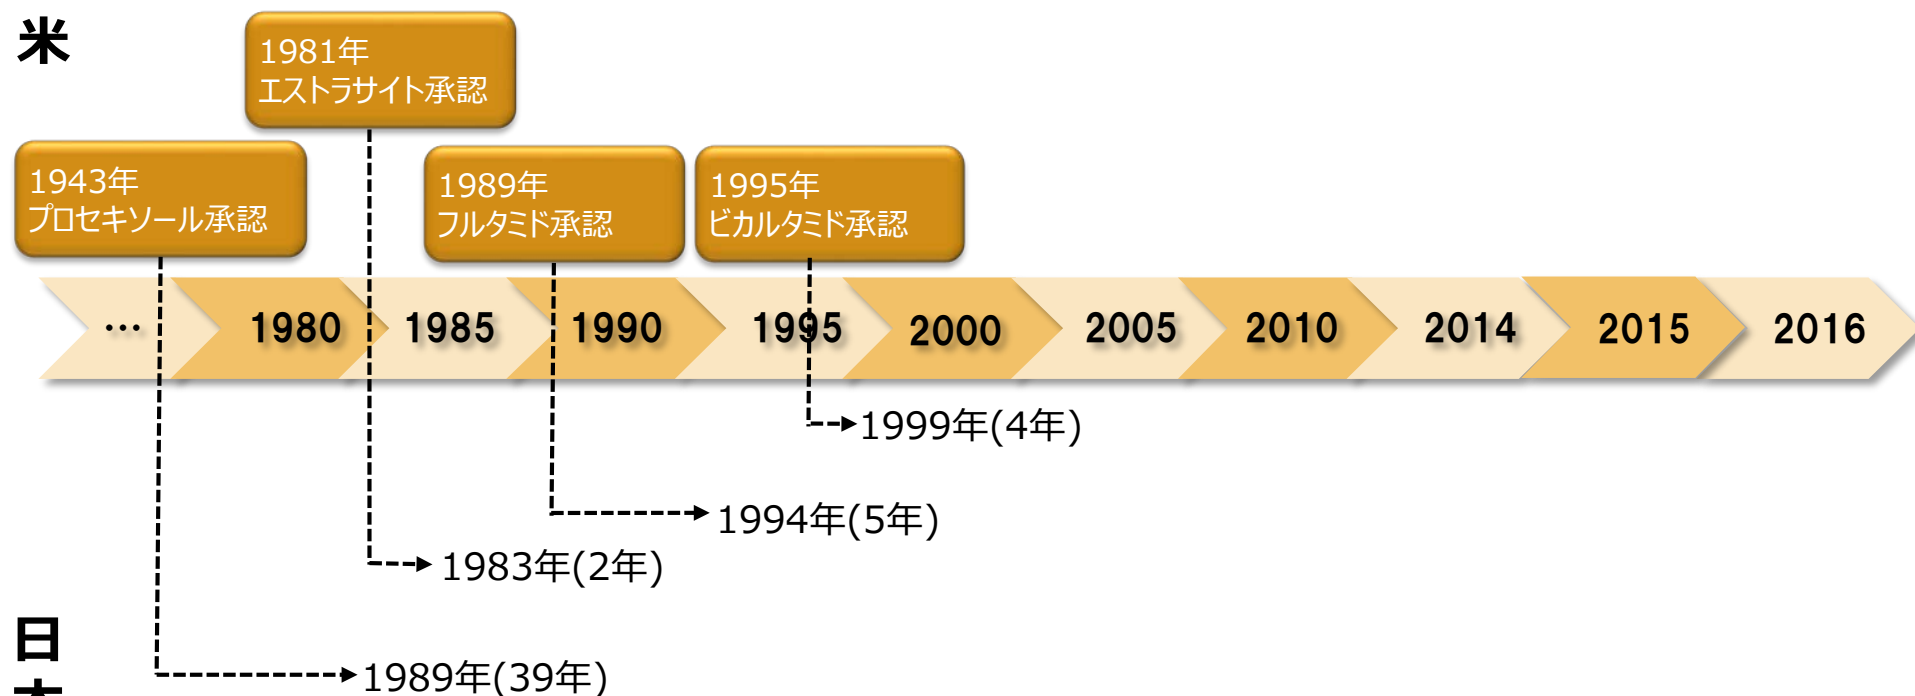 米
1981年
エストラサイト承認
1943年
プロセキソール承認
1989年
フルタミド承認
1995年
ビカルタミド承認
… 1980 1985 1990 1995 2000 2005 2010 2014 2015 2016
1999年(4年)
1994年(5年)
1983年(2年)
日
1989年(39年)